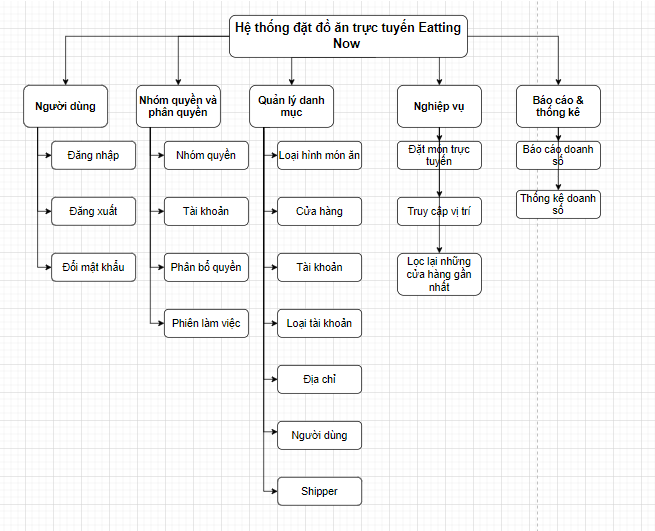 Hệ thống đặt đồ ăn trực tuyến Eatting
Now
Người dùng
Nhóm quyền và
phân quyền
Quản lý danh
mục
Nghiệp vụ
Báo cáo &
thống kê
Đăng nhập
Nhóm quyền
Loại hình món ăn
Đặt món trực
tuyến
Báo cáo doanh
số
Đăng xuất
Tài khoản
Cửa hàng
Truy cập vị trí
Thống kê doanh
số
Đổi mật khẩu
Phân bổ quyền
Tài khoản
Lọc lại những
cửa hàng gần
nhất
Phiên làm việc
Loại tài khoản
Địa chỉ
Người dùng
Shipper